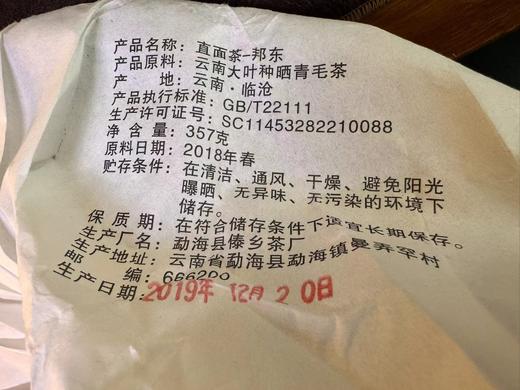 产品名称：直面茶-邦东
产品原料：云南大叶种晒青毛茶
产　　地：云南·临沧
产品执行标准：GB/T22111
生产许可证号：SC11453282210088
净 含 量：357克
原料日期：2018年春
贮存条件：在清洁、通风、干燥、避免阳光
曝晒、无异味、无污染的环境下
储存。
保 质 期：在符合储存条件下适宜长期保存。
生产厂名：勐海县傣乡茶厂
生产地址：云南省勐海县勐海镇曼弄罕村
邮　　编：666200
生产日期：2019年 12月 20日